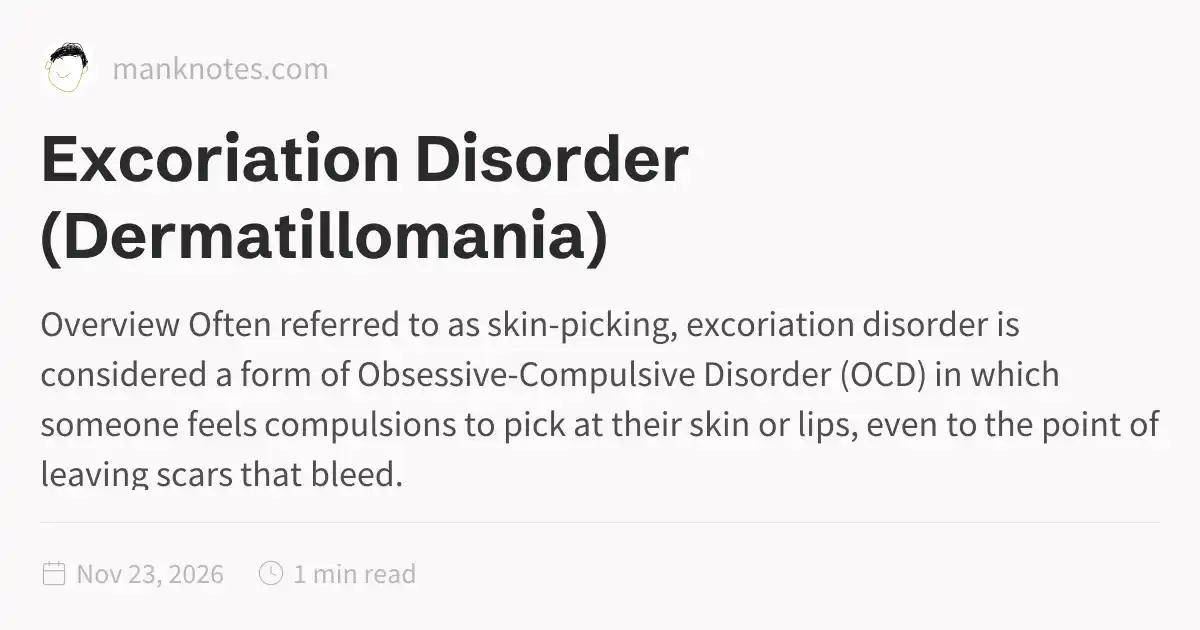 manknotes.com
Excoriation Disorder
(Dermatillomania)
Overview Often referred to as skin-picking, excoriation disorder is
considered a form of Obsessive-Compulsive Disorder (OCD) in which
someone feels compulsions to pick at their skin or lips, even to the point of
leaving scars that bleed.
Nov 23, 2026
1 min read